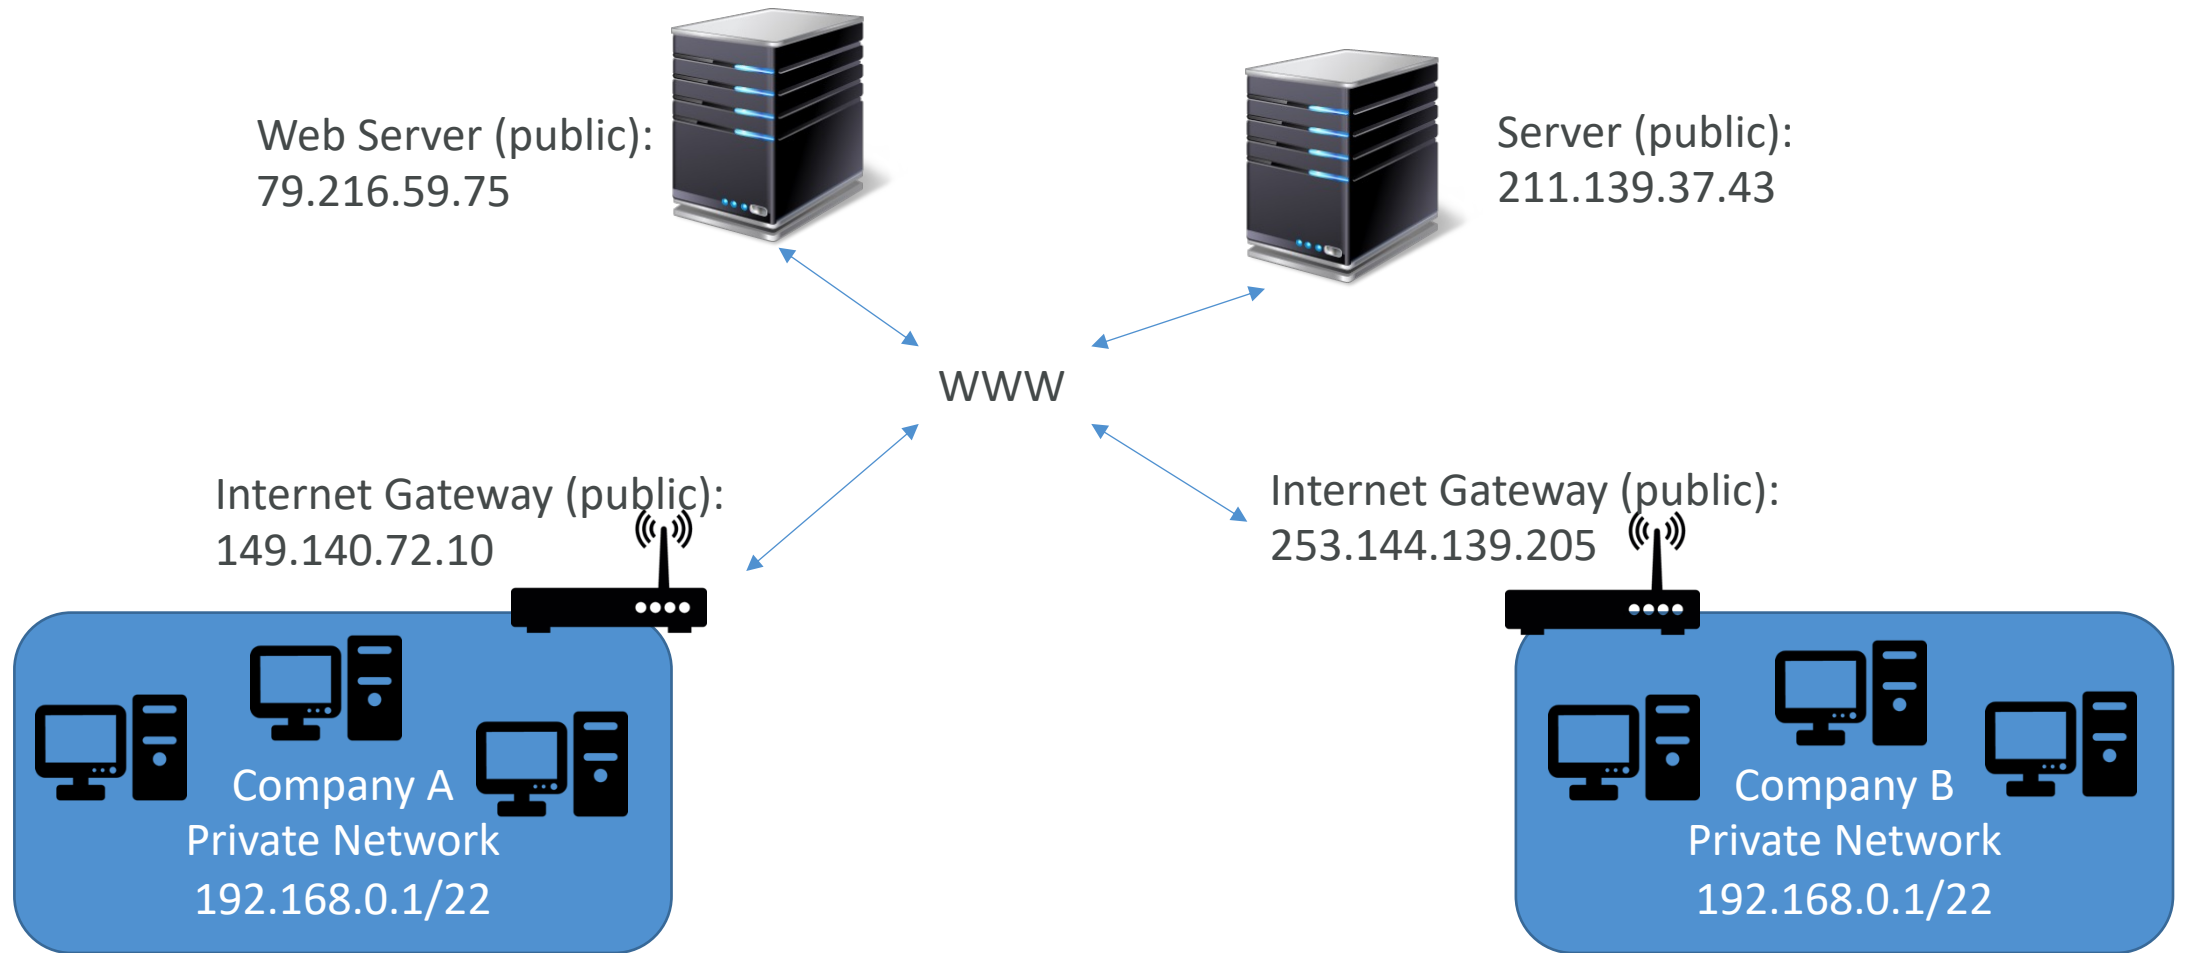 Web Server (public):
79.216.59.75
Server (public):
211.139.37.43
WWW
Internet Gateway (public):
149.140.72.10
Internet Gateway (public):
253.144.139.205
Company A
Private Network
192.168.0.1/22
Company B
Private Network
192.168.0.1/22